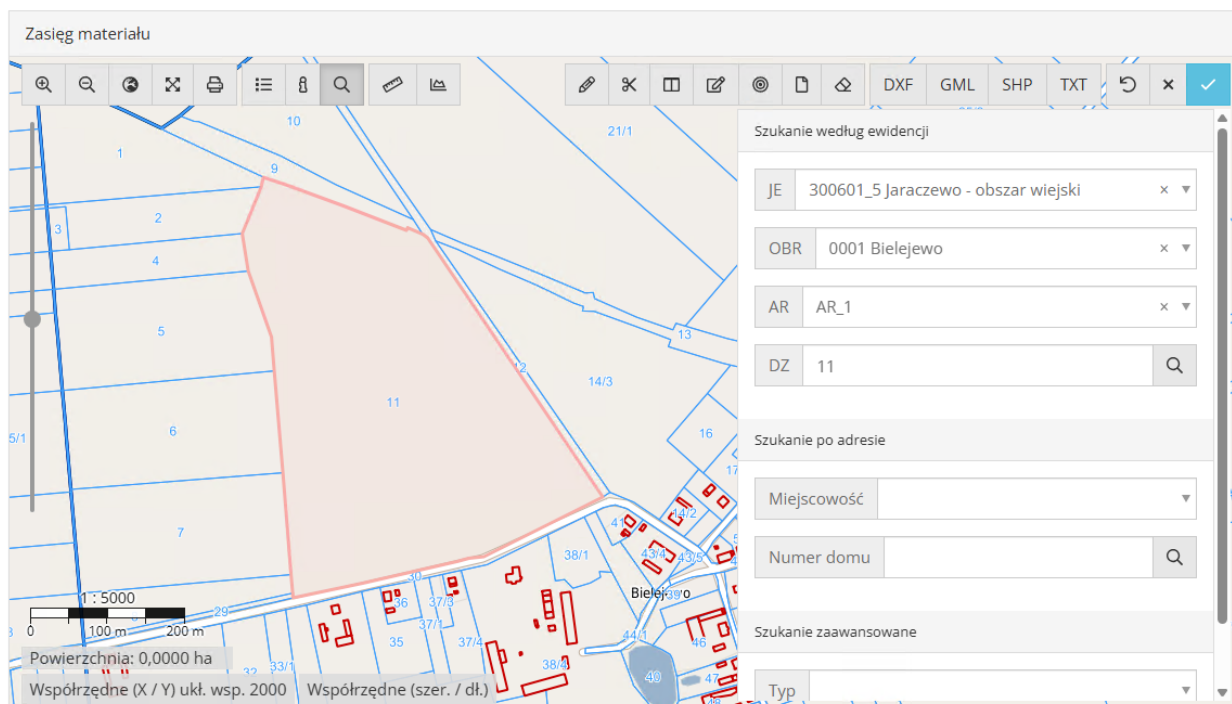 Zasięg materiału
DXF GML SHP TXT
Szukanie według ewidencji
JE 300601_5 Jaraczewo - obszar wiejski
OBR 0001 Bielejewo
AR AR_1
DZ 11
Szukanie po adresie
Miejscowość
Numer domu
Szukanie zaawansowane
Typ
10
21/1
1
9
2
3
4
13
5
12
14/3
11
5/1
6
16
17
7
41
14/2
38/1
43/4
43/5
30
Bielejewo
39
1 : 5000
29
36
37/3
37/1
35
37/4
44/1
46
0 100 m 200 m
38/4
32
33/1
40
47
Powierzchnia: 0,0000 ha
Współrzędne (X / Y) ukł. wsp. 2000 Współrzędne (szer. / dł.)